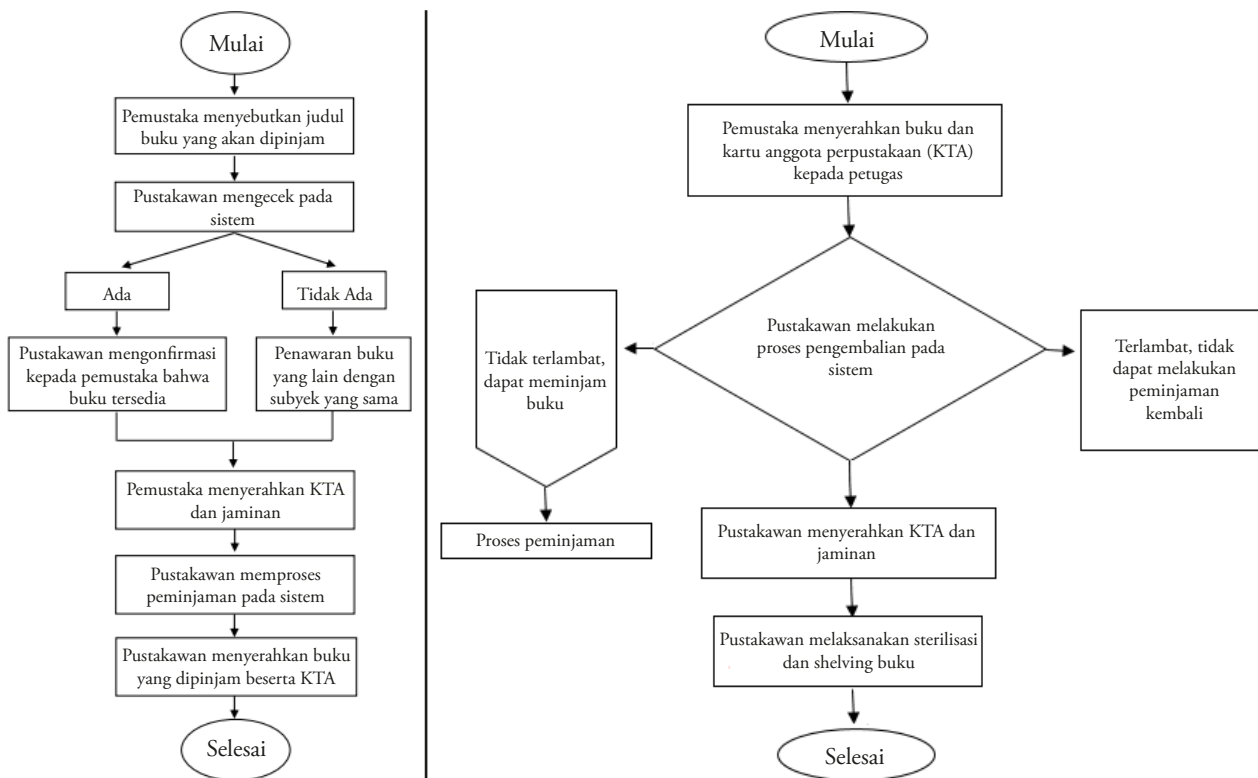 Mulai
Pemustaka menyebutkan judul
buku yang akan dipinjam
Pustakawan mengecek pada
sistem
Ada
Tidak Ada
Pustakawan mengonfirmasi
kepada pemustaka bahwa
buku tersedia
Penawaran buku
yang lain dengan
subyek yang sama
Pemustaka menyerahkan KTA
dan jaminan
Pustakawan memproses
peminjaman pada sistem
Pustakawan menyerahkan buku
yang dipinjam beserta KTA
Selesai
Mulai
Pemustaka menyerahkan buku dan
kartu anggota perpustakaan (KTA)
kepada petugas
Pustakawan melakukan
proses pengembalian pada
sistem
Tidak terlambat,
dapat meminjam
buku
Terlambat, tidak
dapat melakukan
peminjaman
kembali
Proses peminjaman
Pustakawan menyerahkan KTA dan
jaminan
Pustakawan melaksanakan sterilisasi
dan shelving buku
Selesai